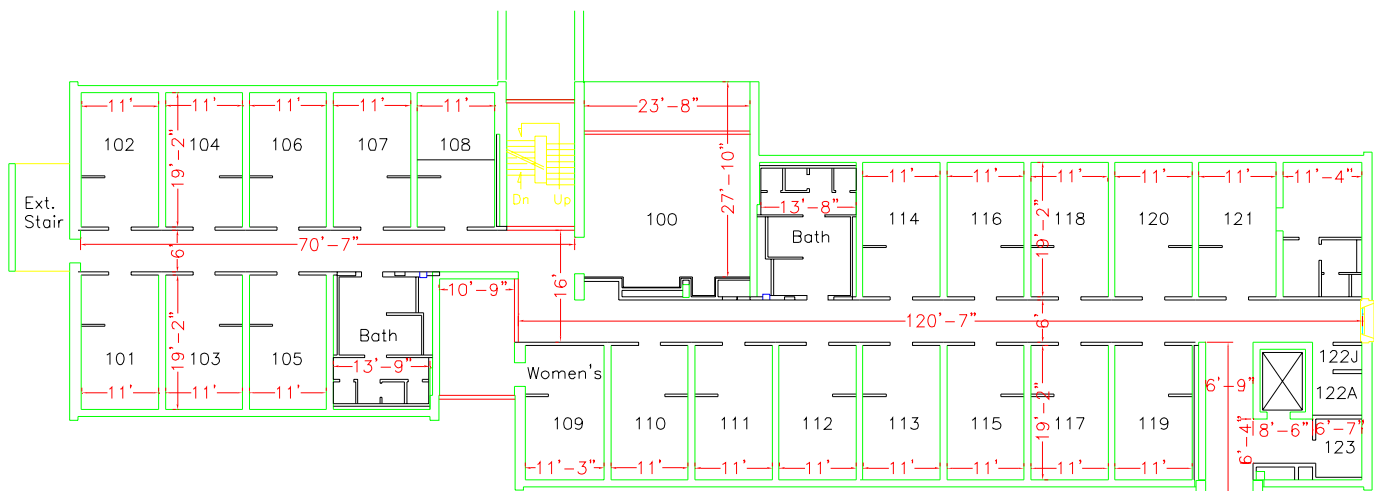 11' 11' 11' 11' 11' 23'-8"
102 104 106 107 108
19'-2"
27'-10"
11' 11' 11' 11' 11' 11'-4"
Ext.
Stair
Dn Up
100
13'-8"
114 116 118 120 121
19'-2"
Bath
70'-7"
6'
16'
10'-9"
120'-7"
6'
101 103 105
19'-2"
Bath
13'-9"
11' 11' 11'
Women's
109 110 111 112 113 115 117 119
19'-2"
11'-3" 11' 11' 11' 11' 11' 11' 11'
6'-9"
122J
122A
8'-6" 6'-7"
6'-4"
123